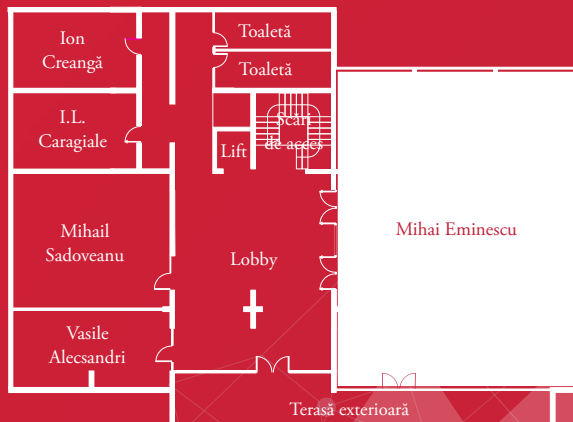 Ion
Creangă
Toaletă
Toaletă
I.L.
Caragiale
Scări
de acces
Lift
Mihail
Sadoveanu
Lobby
Mihai Eminescu
Vasile
Alecsandri
Terasă exterioară